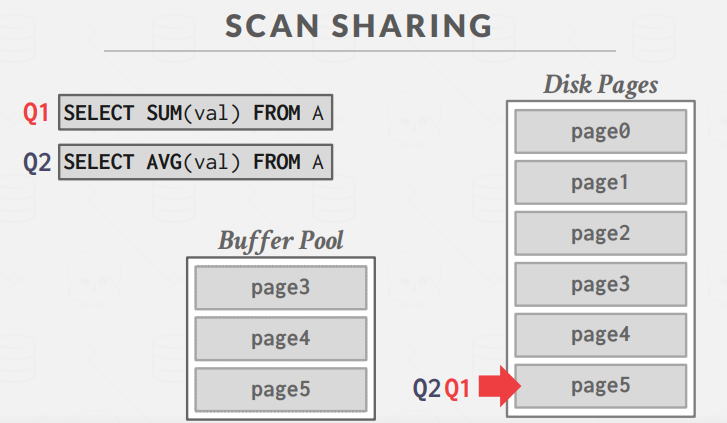 SCAN SHARING
Q1 SELECT SUM(val) FROM A
Q2 SELECT AVG(val) FROM A
Buffer Pool
page3
page4
page5
Disk Pages
page0
page1
page2
page3
page4
page5
Q2 Q1